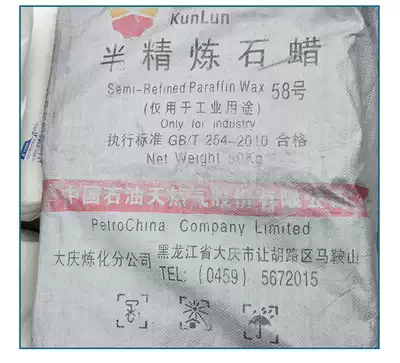 KunLun
半精炼石蜡
Semi-Refined Paraffin Wax 58号
(仅用于工业用途)
Only for industry
执行标准 GB/T 254-2010 合格
Net Weight 50Kg
中国石油天然气股份有限公司
PetroChina Company Limited
大庆炼化分公司 黑龙江省大庆市让胡路区马鞍山
TEL: (0459) 5672015